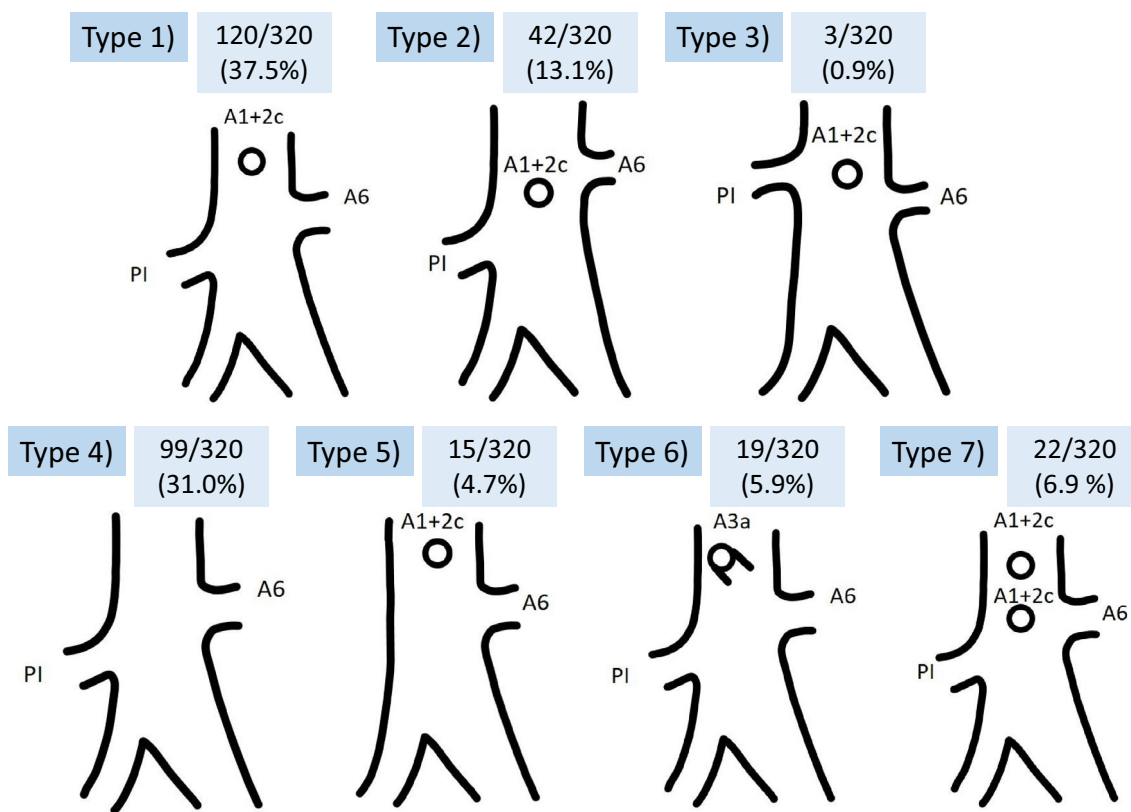 Type 1)
120/320
(37.5%)
Type 2)
42/320
(13.1%)
Type 3)
3/320
(0.9%)
A1+2c
A6
PI
A1+2c
A6
PI
A1+2c
PI
A6
Type 4)
99/320
(31.0%)
Type 5)
15/320
(4.7%)
Type 6)
19/320
(5.9%)
Type 7)
22/320
(6.9 %)
A6
PI
A1+2c
A6
A3a
A6
PI
A1+2c
A1+2c
A6
PI